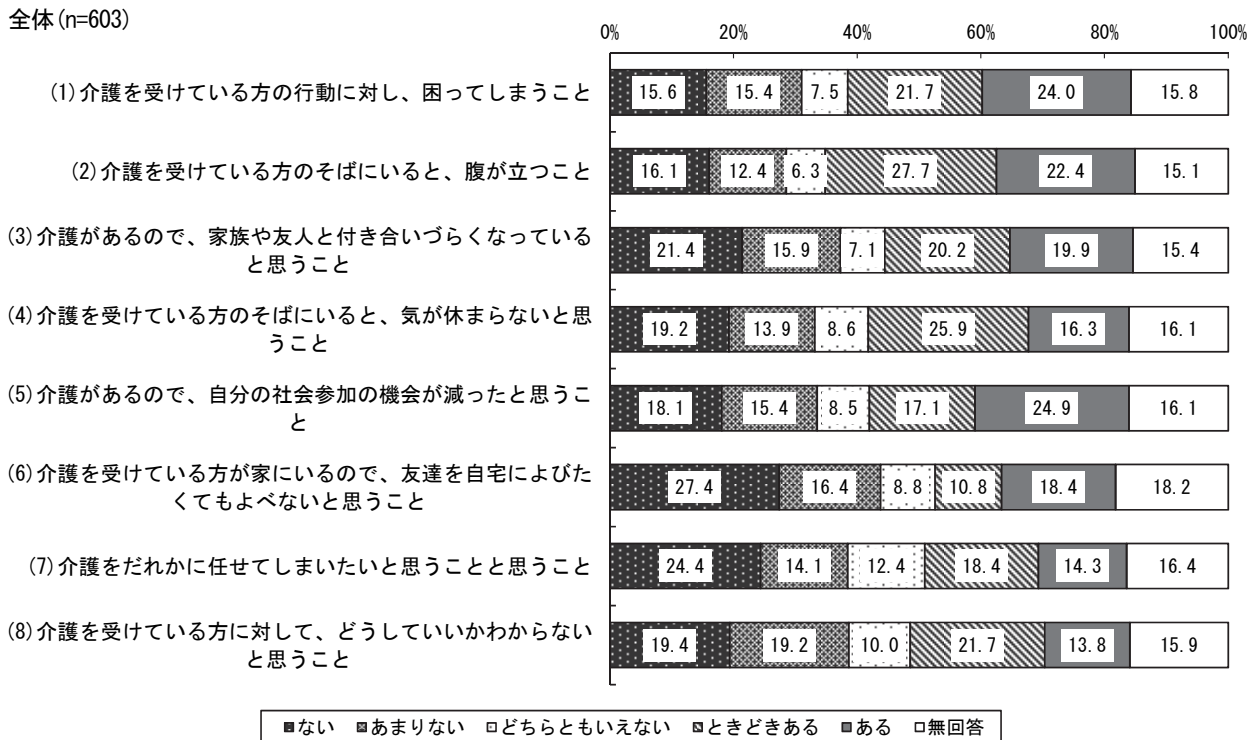 全体(n=603)
0% 20% 40% 60% 80% 100%
(1)介護を受けている方の行動に対し、困ってしまうこと
15.6 15.4 7.5 21.7 24.0 15.8
(2)介護を受けている方のそばにいると、腹が立つこと
16.1 12.4 6.3 27.7 22.4 15.1
(3)介護があるので、家族や友人と付き合いづらくなっている
と思うこと
21.4 15.9 7.1 20.2 19.9 15.4
(4)介護を受けている方のそばにいると、気が休まらないと思
うこと
19.2 13.9 8.6 25.9 16.3 16.1
(5)介護があるので、自分の社会参加の機会が減ったと思うこ
と
18.1 15.4 8.5 17.1 24.9 16.1
(6)介護を受けている方が家にいるので、友達を自宅によびた
くてもよべないと思うこと
27.4 16.4 8.8 10.8 18.4 18.2
(7)介護をだれかに任せてしまいたいと思うことと思うこと
24.4 14.1 12.4 18.4 14.3 16.4
(8)介護を受けている方に対して、どうしていいかわからない
と思うこと
19.4 19.2 10.0 21.7 13.8 15.9
ない あまりない どちらともいえない ときどきある ある 無回答